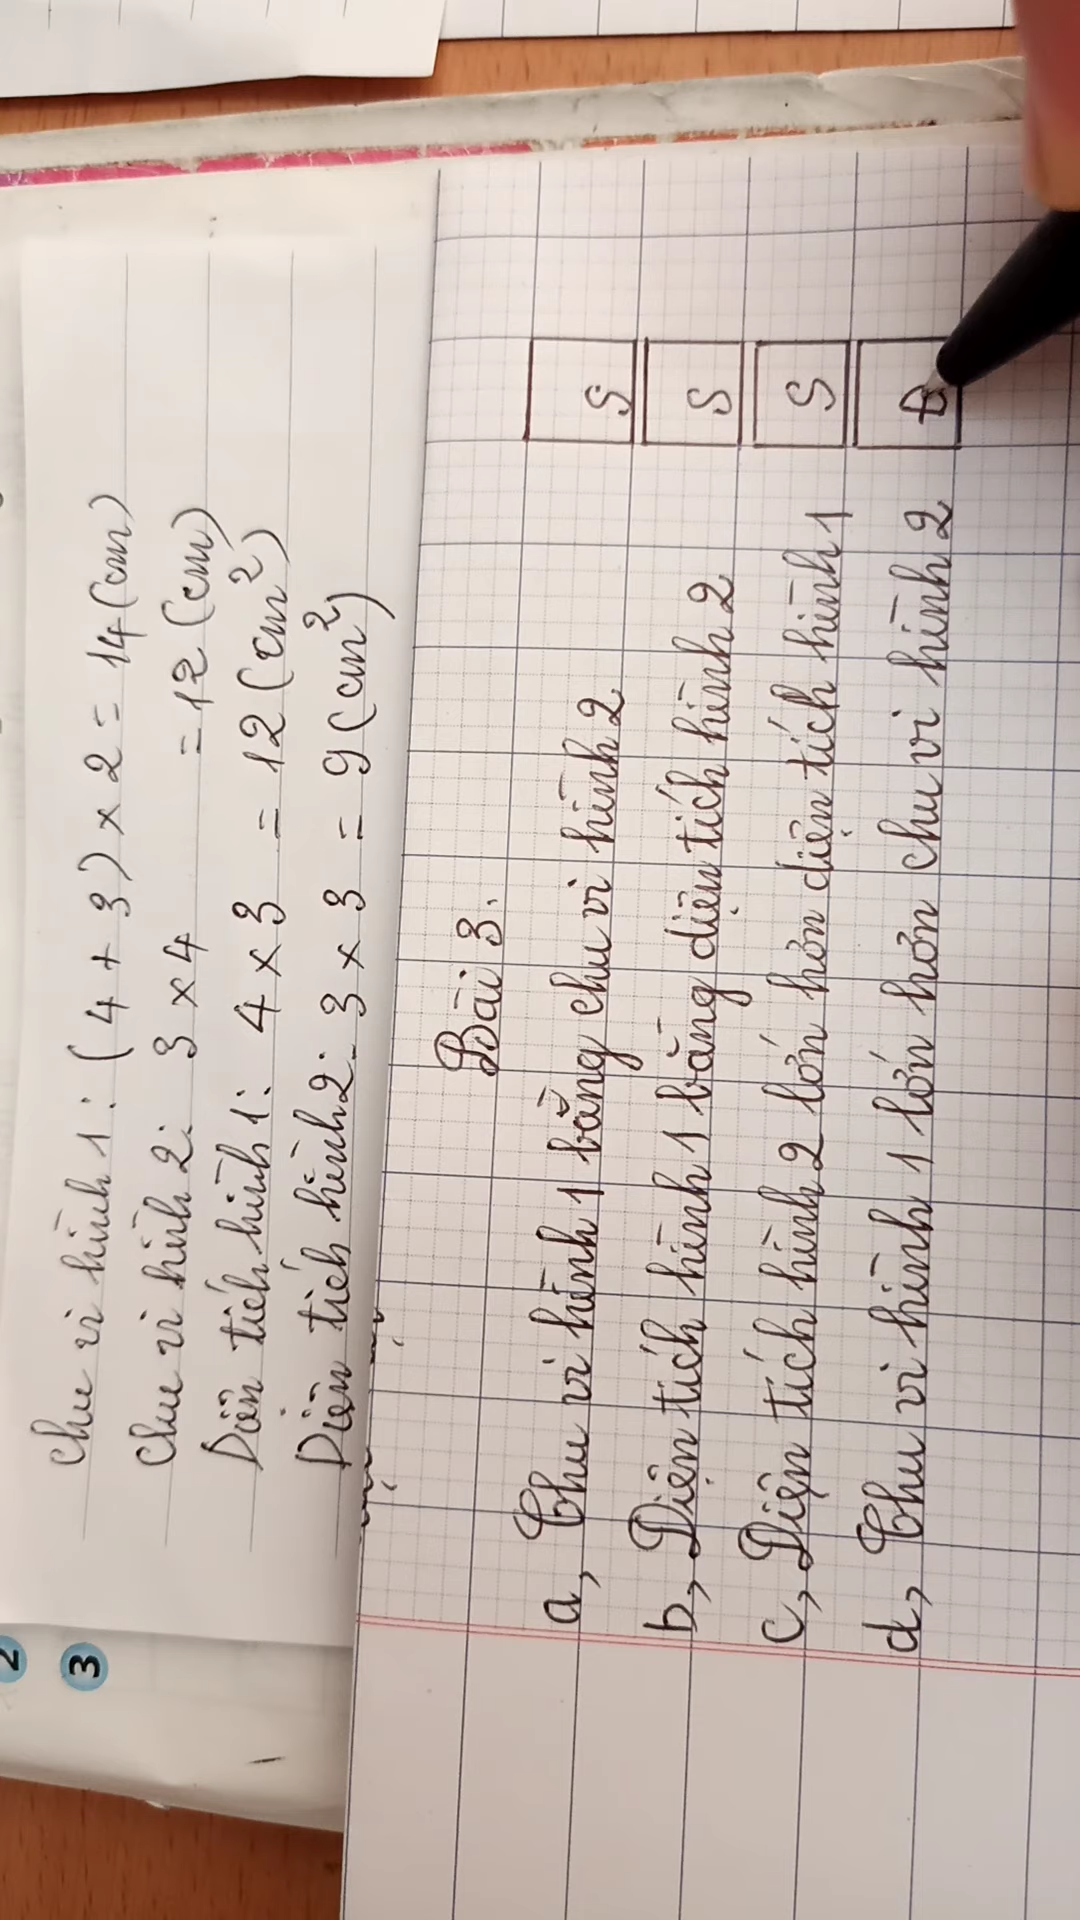 Chu vi hình 1: (4 + 3) × 2 = 14 (cm)
Chu vi hình 2: 3 × 4 = 12 (cm)
Diện tích hình 1: 4 × 3 = 12 (cm²)
Diện tích hình 2: 3 × 3 = 9 (cm²)
2
3
Bài 3.
a, Chu vi hình 1 bằng chu vi hình 2 S
b, Diện tích hình 1 bằng diện tích hình 2 S
c, Diện tích hình 2 lớn hơn diện tích hình 1 S
d, Chu vi hình 1 lớn hơn chu vi hình 2 Đ